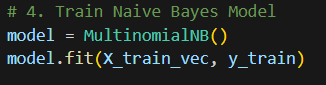 # 4. Train Naive Bayes Model
model = MultinomialNB()
model.fit(X_train_vec, y_train)